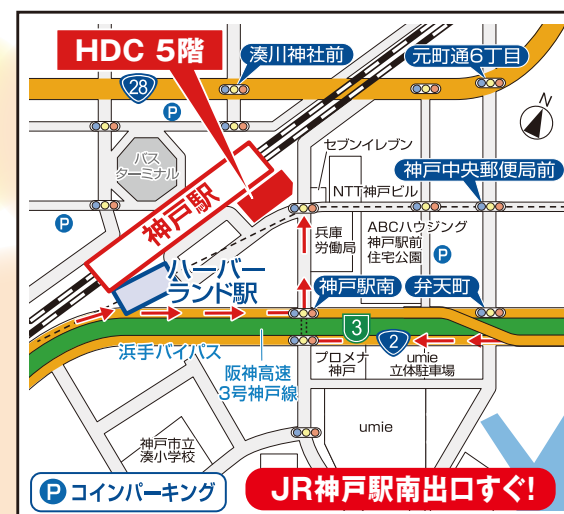 HDC 5階
28
湊川神社前
元町通6丁目
P
N
バス
ターミナル
セブンイレブン
NTT神戸ビル
神戸中央郵便局前
神戸駅
P
兵庫
労働局
ABCハウジング
神戸駅前
住宅公園
P
ハーバー
ランド駅
神戸駅南
弁天町
3
2
浜手バイパス
阪神高速
3号神戸線
プロメナ
神戸
umie
立体駐車場
umie
神戸市立
湊小学校
P コインパーキング
JR神戸駅南出口すぐ!